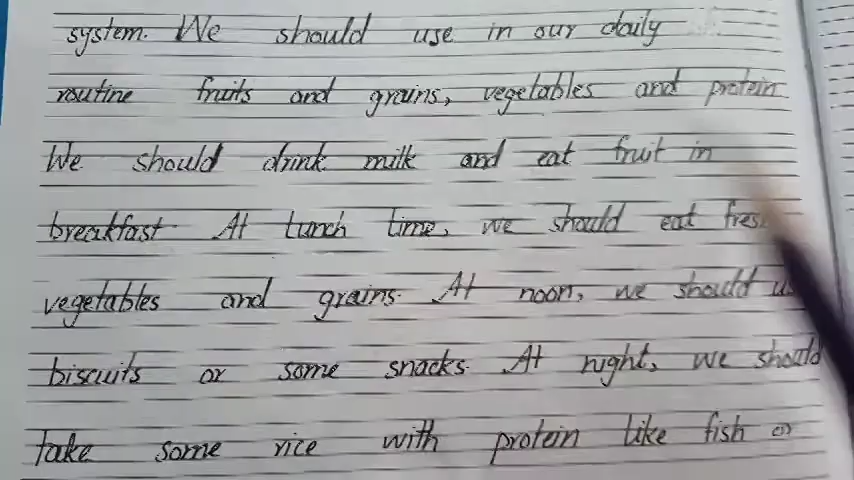 system. We should use in our daily
routine fruits and grains, vegetables and protein
We should drink milk and eat fruit in
breakfast. At lunch time, we should eat
vegetables and grains. At noon, we should
biscuits or some snacks. At night, we should
take some rice with protein like fish or